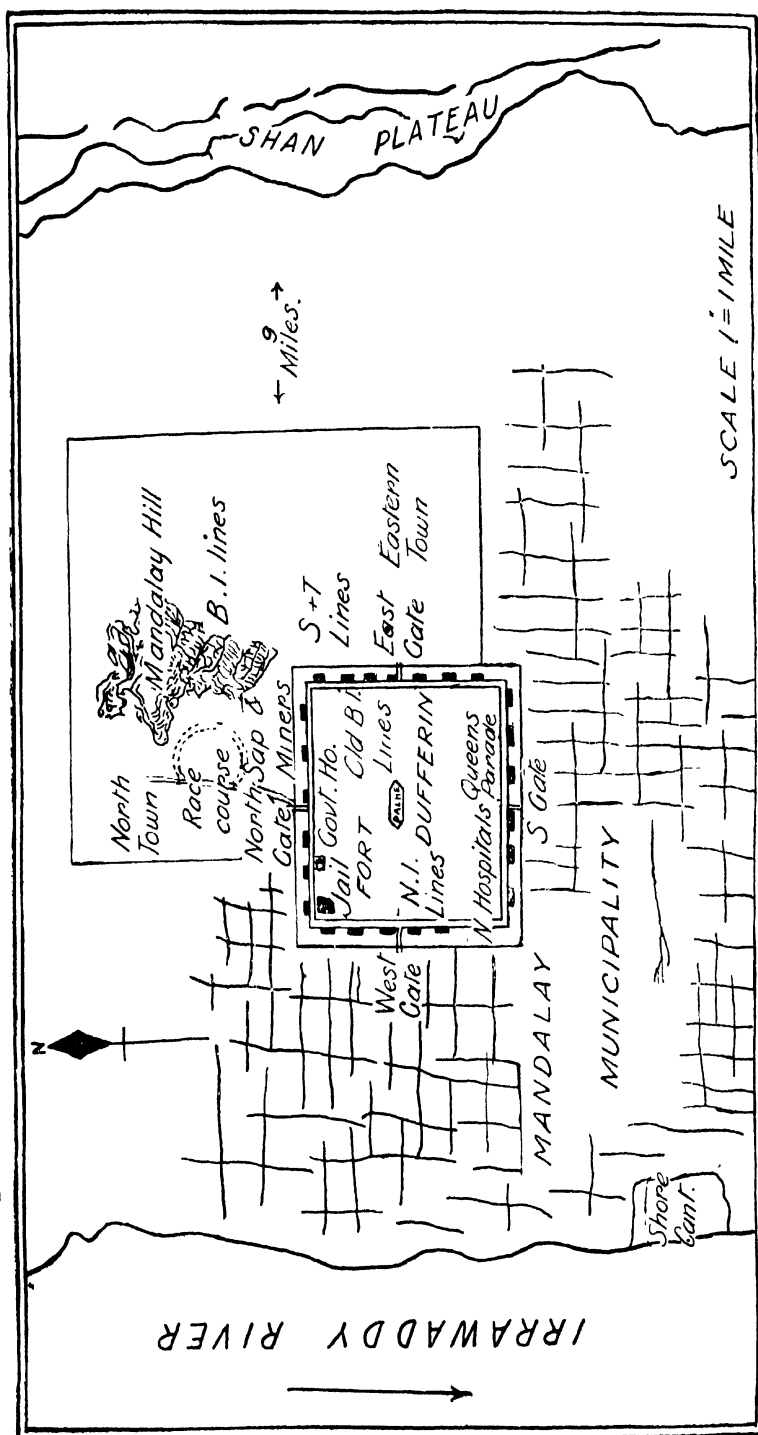 N
SHAN PLATEAU
← 9 →
Miles.
Mandalay Hill
B.I. lines
North
Town
Race
course
North
Gate
Sap &
Miners
S + T
Lines
East
Gate
Eastern
Town
Jail Govt. Ho.
FORT Old B.I.
Lines
PALACE
N.I. DUFFERIN
Lines
N. Hospitals Queens
Parade
West
Gate
S Gate
MANDALAY
MUNICIPALITY
Shore
Cant.
IRRAWADDY RIVER
SCALE 1" = 1 MILE